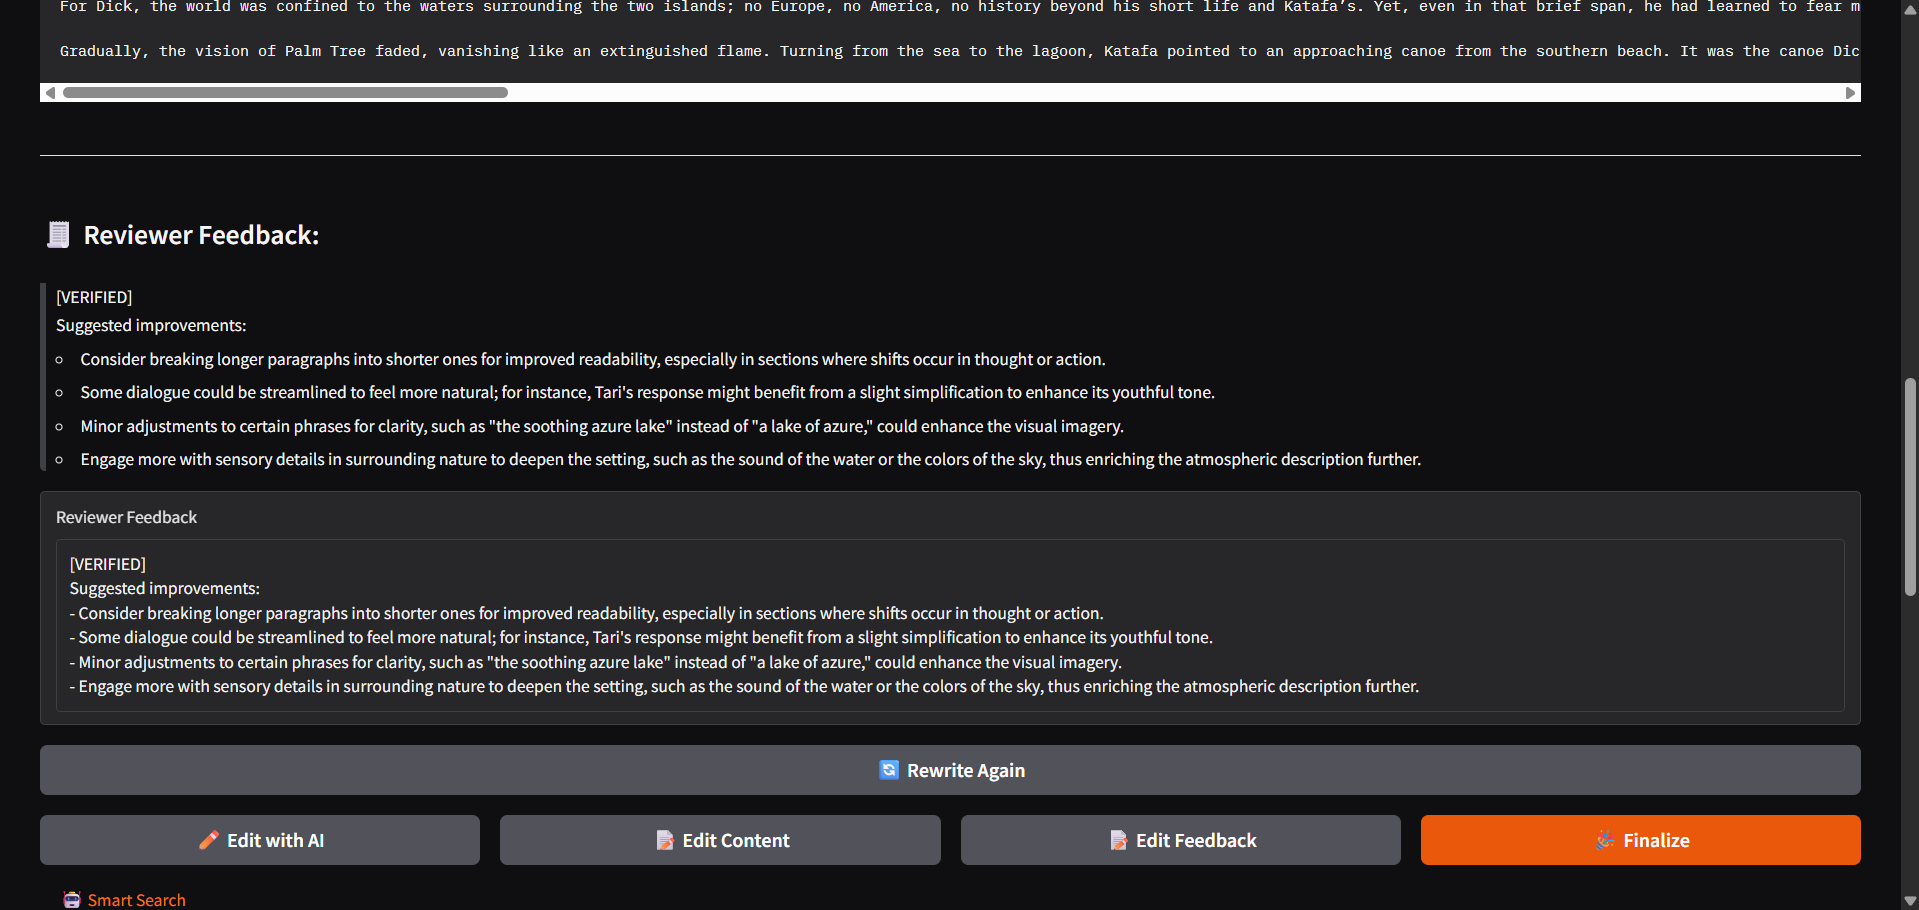 For Dick, the world was confined to the waters surrounding the two islands; no Europe, no America, no history beyond his short life and Katafa’s. Yet, even in that brief span, he had learned to fear m
Gradually, the vision of Palm Tree faded, vanishing like an extinguished flame. Turning from the sea to the lagoon, Katafa pointed to an approaching canoe from the southern beach. It was the canoe Dic
Reviewer Feedback:
[VERIFIED]
Suggested improvements:
Consider breaking longer paragraphs into shorter ones for improved readability, especially in sections where shifts occur in thought or action.
Some dialogue could be streamlined to feel more natural; for instance, Tari's response might benefit from a slight simplification to enhance its youthful tone.
Minor adjustments to certain phrases for clarity, such as "the soothing azure lake" instead of "a lake of azure," could enhance the visual imagery.
Engage more with sensory details in surrounding nature to deepen the setting, such as the sound of the water or the colors of the sky, thus enriching the atmospheric description further.
Reviewer Feedback
[VERIFIED]
Suggested improvements:
- Consider breaking longer paragraphs into shorter ones for improved readability, especially in sections where shifts occur in thought or action.
- Some dialogue could be streamlined to feel more natural; for instance, Tari's response might benefit from a slight simplification to enhance its youthful tone.
- Minor adjustments to certain phrases for clarity, such as "the soothing azure lake" instead of "a lake of azure," could enhance the visual imagery.
- Engage more with sensory details in surrounding nature to deepen the setting, such as the sound of the water or the colors of the sky, thus enriching the atmospheric description further.
Rewrite Again
Edit with AI
Edit Content
Edit Feedback
Finalize
Smart Search